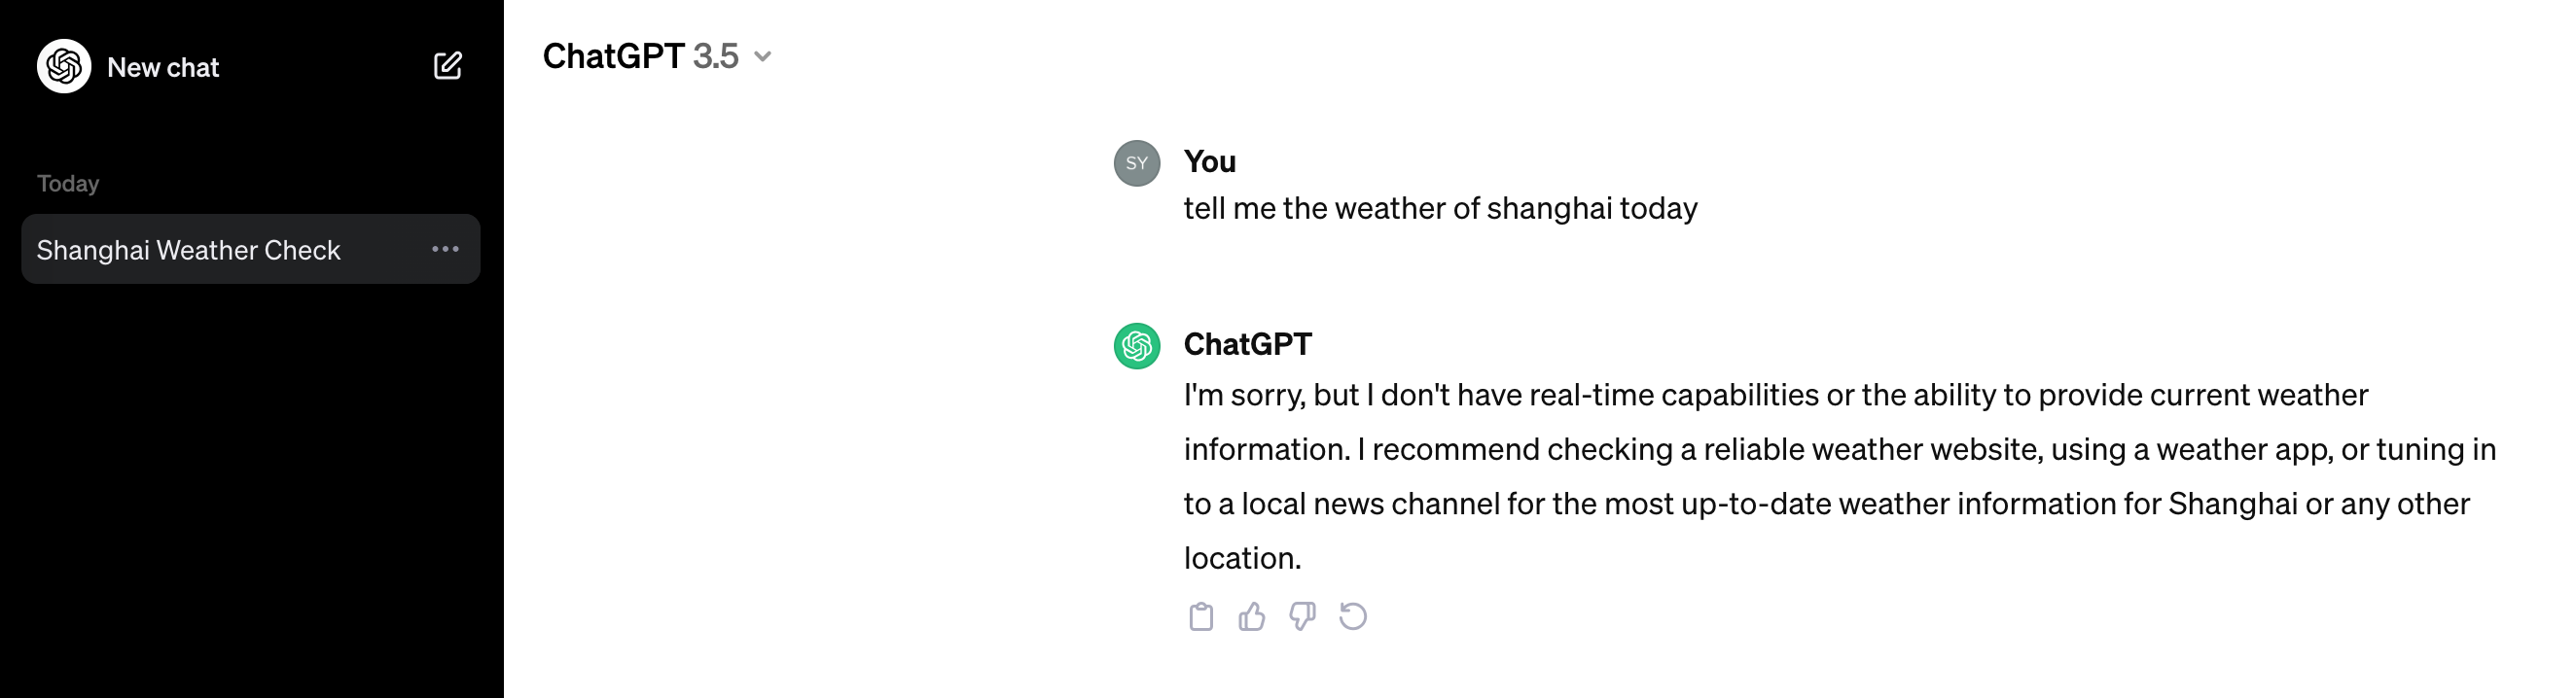 New chat
Today
Shanghai Weather Check
ChatGPT 3.5
SY
You
tell me the weather of shanghai today
ChatGPT
I'm sorry, but I don't have real-time capabilities or the ability to provide current weather
information. I recommend checking a reliable weather website, using a weather app, or tuning in
to a local news channel for the most up-to-date weather information for Shanghai or any other
location.